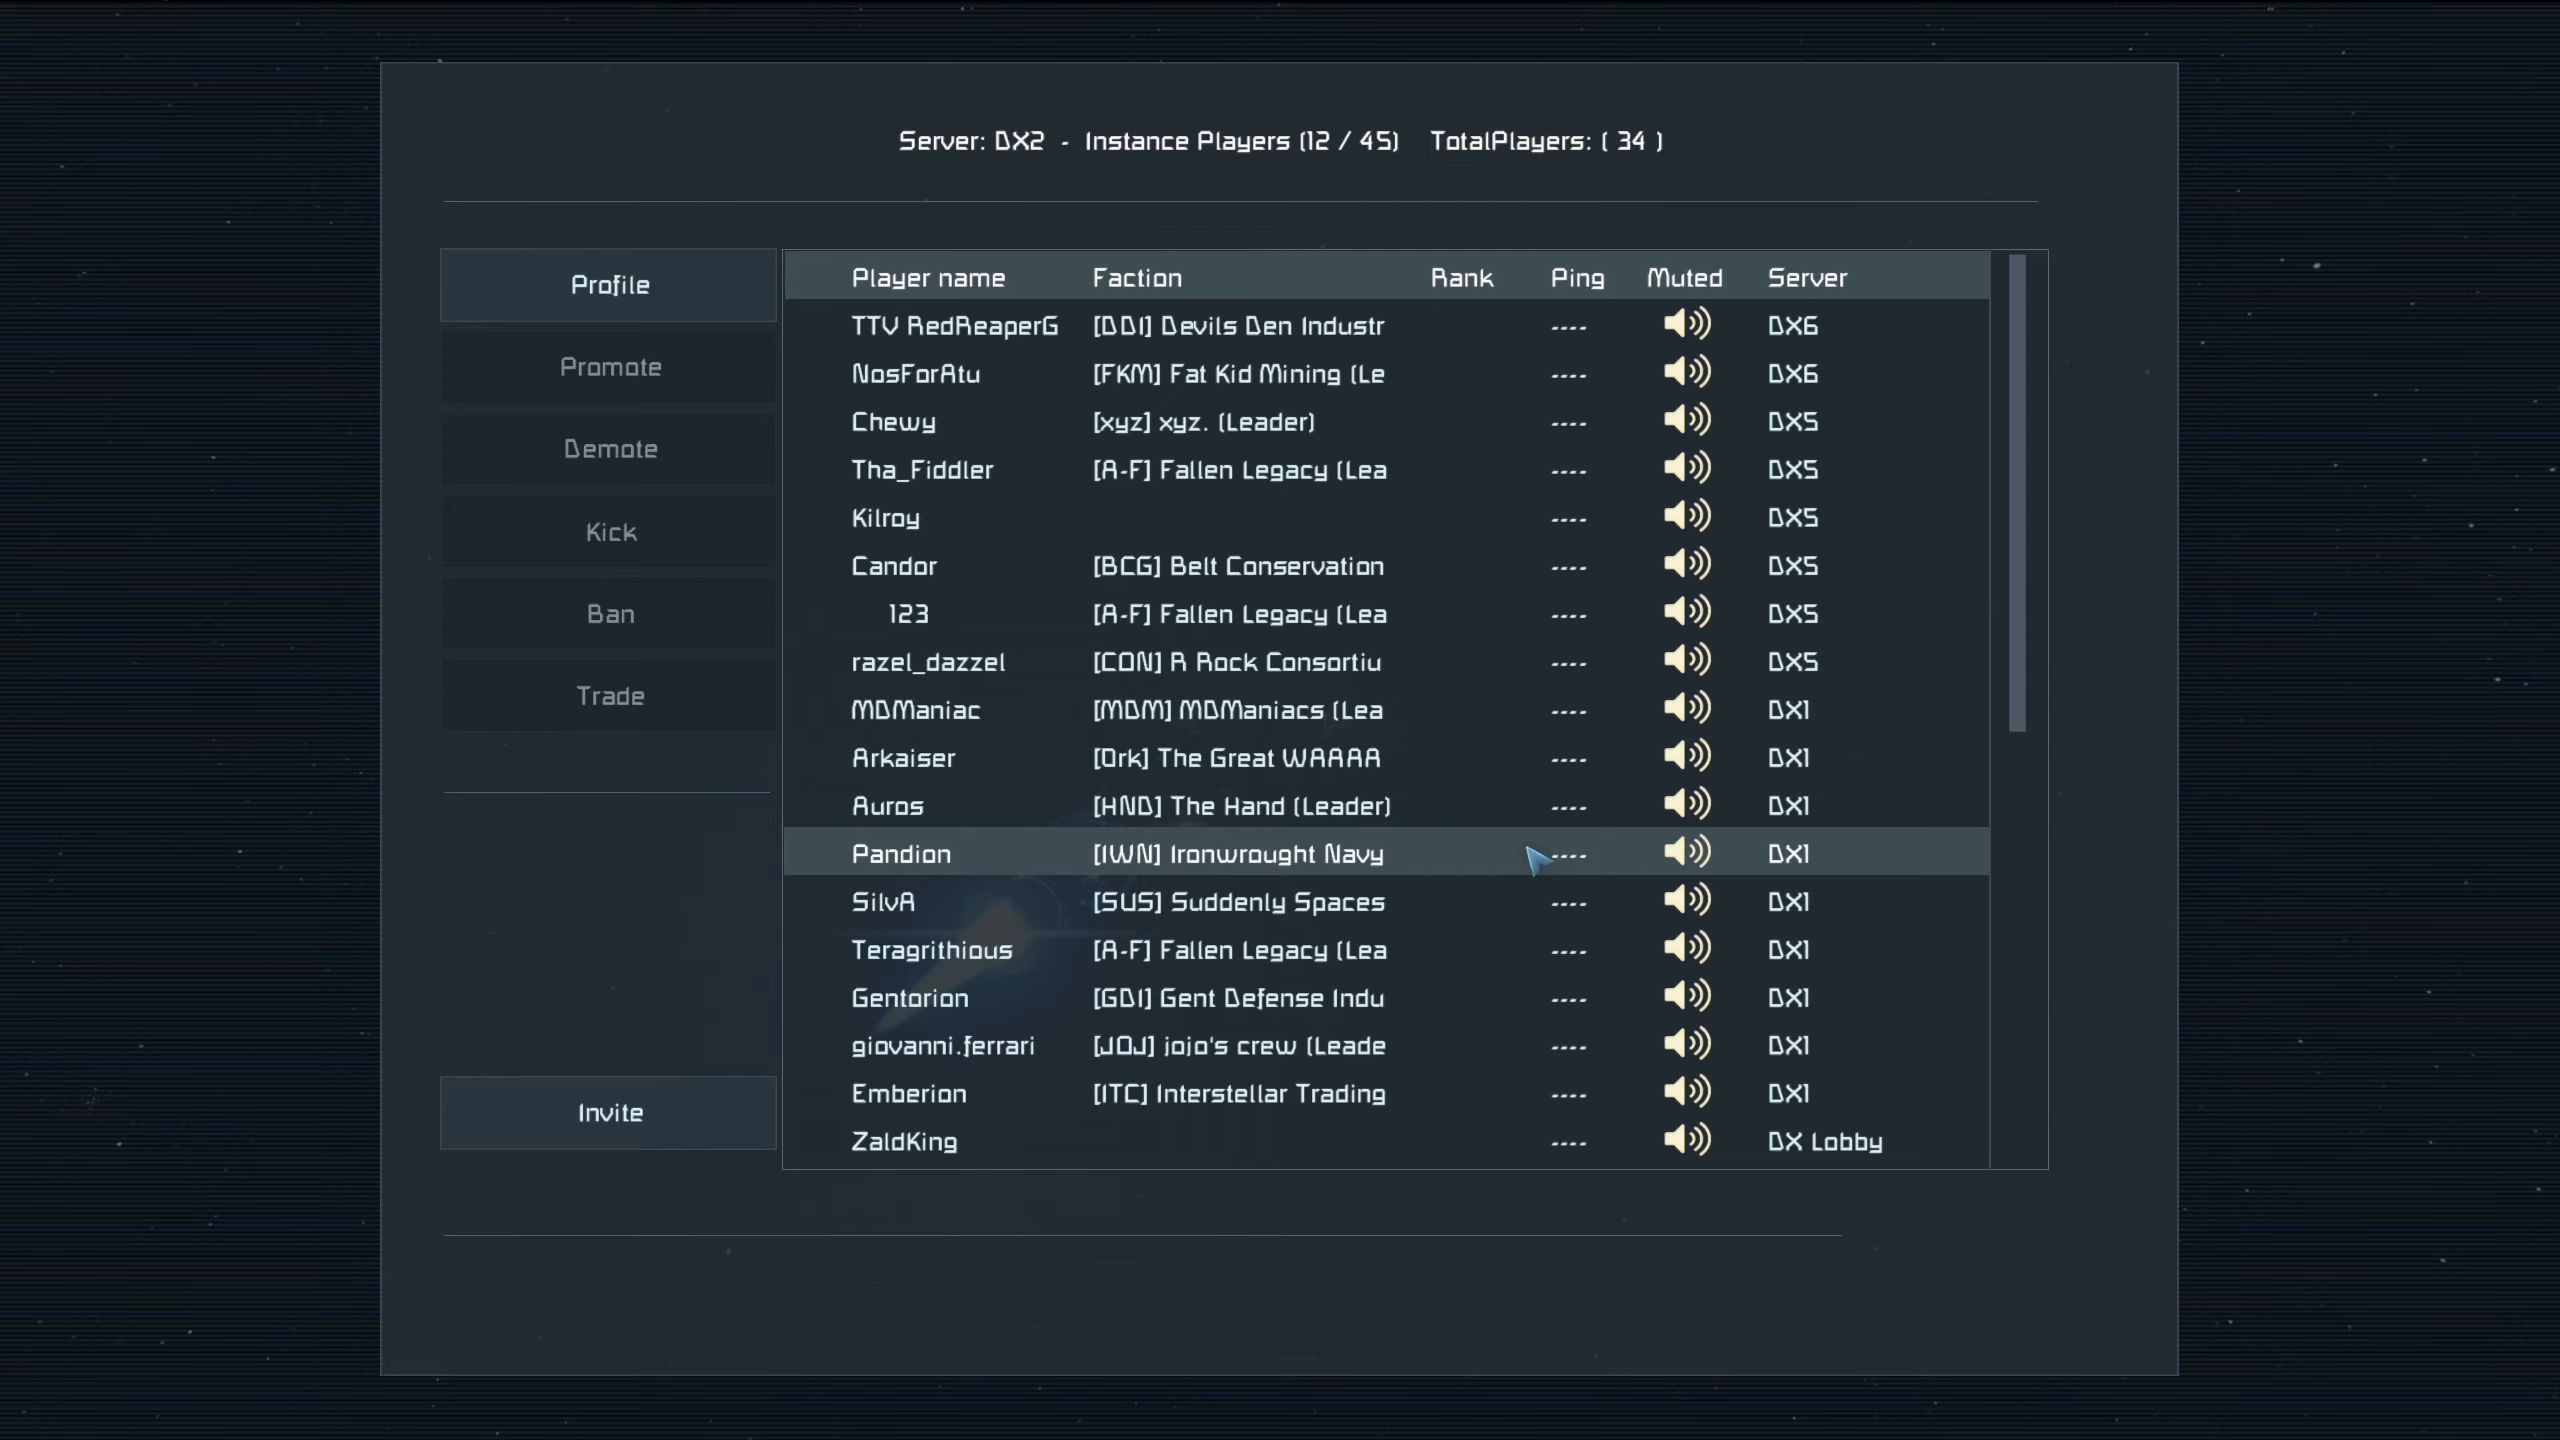 Server: DX2 - Instance Players (12 / 45) TotalPlayers: ( 34 )
Profile
Promote
Demote
Kick
Ban
Trade
Invite
Player name Faction Rank Ping Muted Server
TTV RedReaperG [DDI] Devils Den Industr ---- DX6
NosForAtu [FKM] Fat Kid Mining (Le ---- DX6
Chewy [xyz] xyz. (Leader) ---- DX5
Tha_Fiddler [A-F] Fallen Legacy (Lea ---- DX5
Kilroy ---- DX5
Candor [BCG] Belt Conservation ---- DX5
123 [A-F] Fallen Legacy (Lea ---- DX5
razel_dazzel [CON] R Rock Consortiu ---- DX5
MDManiac [MDM] MDManiacs (Lea ---- DX1
Arkaiser [Ork] The Great WAAAA ---- DX1
Auros [HND] The Hand (Leader) ---- DX1
Pandion [IWN] Ironwrought Navy ---- DX1
SilvA [SUS] Suddenly Spaces ---- DX1
Teragrithious [A-F] Fallen Legacy (Lea ---- DX1
Gentorion [GDI] Gent Defense Indu ---- DX1
giovanni.ferrari [JOJ] jojo's crew (Leade ---- DX1
Emberion [ITC] Interstellar Trading ---- DX1
ZaldKing ---- DX Lobby